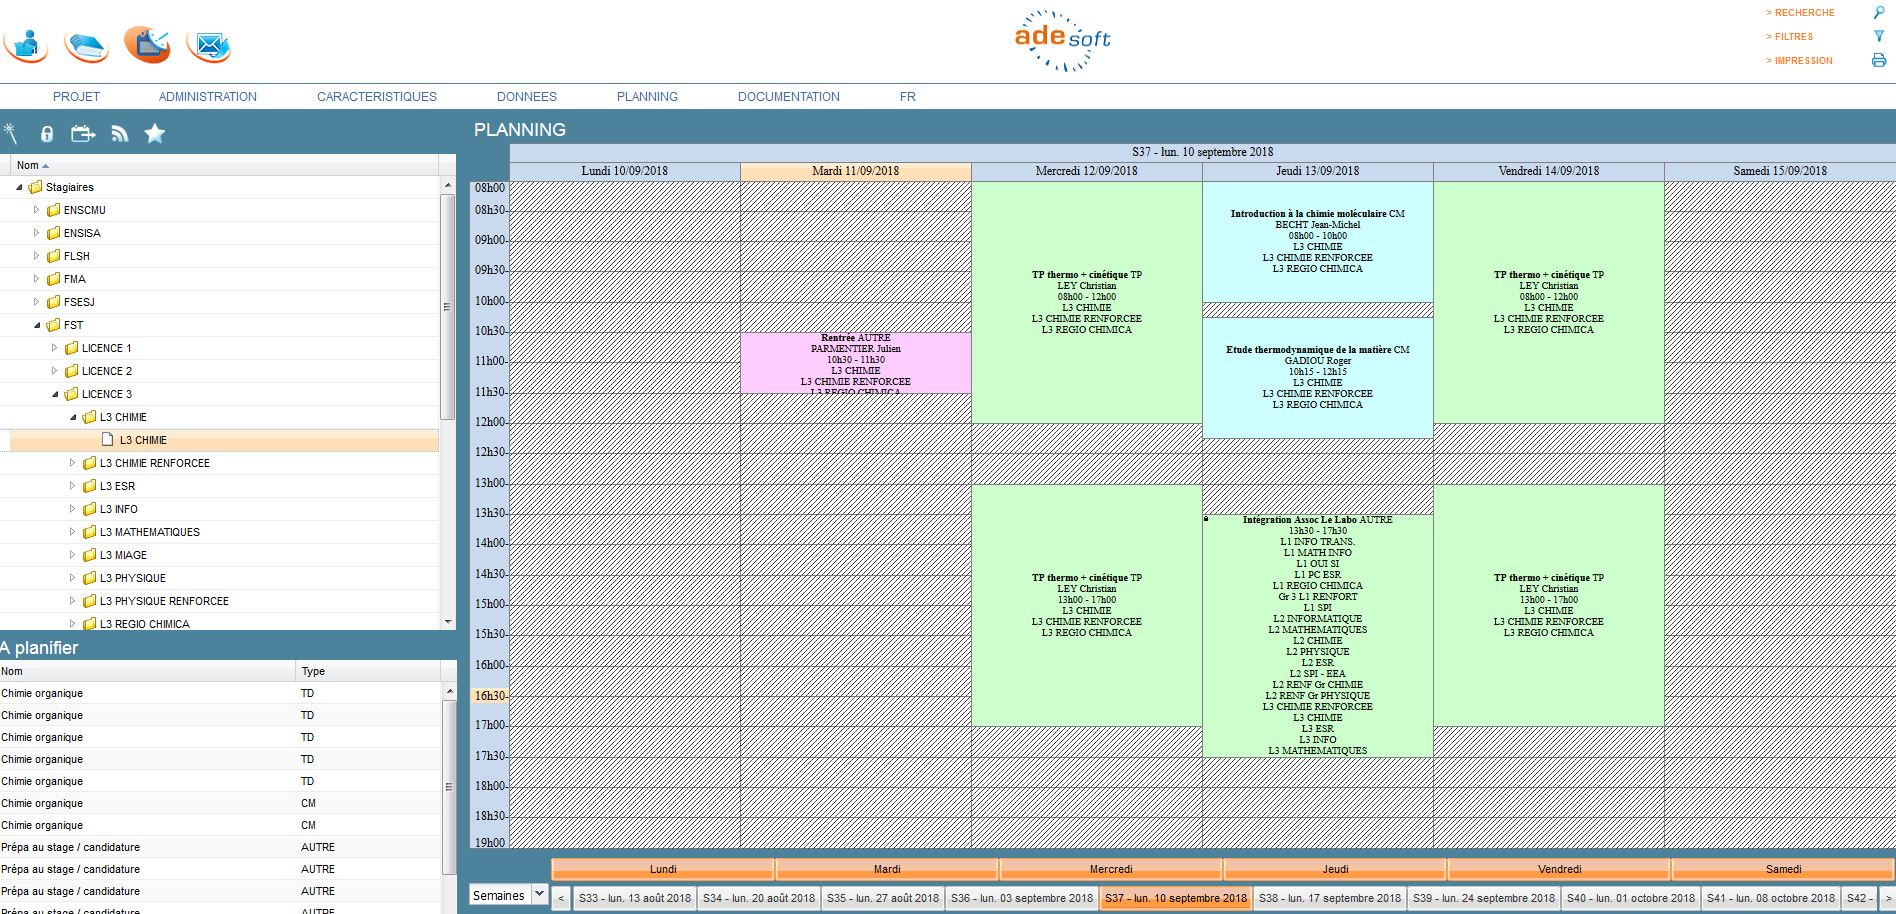 ade soft
> RECHERCHE
> FILTRES
> IMPRESSION
PROJET ADMINISTRATION CARACTERISTIQUES DONNEES PLANNING DOCUMENTATION FR
Nom
Stagiaires
ENSCMU
ENSISA
FLSH
FMA
FSESJ
FST
LICENCE 1
LICENCE 2
LICENCE 3
L3 CHIMIE
L3 CHIMIE
L3 CHIMIE RENFORCEE
L3 ESR
L3 INFO
L3 MATHEMATIQUES
L3 MIAGE
L3 PHYSIQUE
L3 PHYSIQUE RENFORCEE
L3 REGIO CHIMICA
A planifier
Nom Type
Chimie organique TD
Chimie organique TD
Chimie organique TD
Chimie organique TD
Chimie organique TD
Chimie organique CM
Chimie organique CM
Prépa au stage / candidature AUTRE
Prépa au stage / candidature AUTRE
Prépa au stage / candidature AUTRE
Prépa au stage / candidature AUTRE
PLANNING
S37 - lun. 10 septembre 2018
Lundi 10/09/2018 Mardi 11/09/2018 Mercredi 12/09/2018 Jeudi 13/09/2018 Vendredi 14/09/2018 Samedi 15/09/2018
08h00
08h30
09h00
09h30
10h00
10h30
11h00
11h30
12h00
12h30
13h00
13h30
14h00
14h30
15h00
15h30
16h00
16h30
17h00
17h30
18h00
18h30
19h00
Rentrée AUTRE
PARMENTIER Julien
10h30 - 11h30
L3 CHIMIE
L3 CHIMIE RENFORCEE
L3 REGIO CHIMICA
TP thermo + cinétique TP
LEY Christian
08h00 - 12h00
L3 CHIMIE
L3 CHIMIE RENFORCEE
L3 REGIO CHIMICA
TP thermo + cinétique TP
LEY Christian
13h00 - 17h00
L3 CHIMIE
L3 CHIMIE RENFORCEE
L3 REGIO CHIMICA
Introduction à la chimie moléculaire CM
BECHT Jean-Michel
08h00 - 10h00
L3 CHIMIE
L3 CHIMIE RENFORCEE
L3 REGIO CHIMICA
Etude thermodynamique de la matière CM
GADIOU Roger
10h15 - 12h15
L3 CHIMIE
L3 CHIMIE RENFORCEE
L3 REGIO CHIMICA
Intégration Assoc Le Labo AUTRE
13h30 - 17h30
L1 INFO TRANS.
L1 MATH INFO
L1 OUI SI
L1 PC ESR
L1 REGIO CHIMICA
Gr 3 L1 RENFORT
L1 SPI
L2 INFORMATIQUE
L2 MATHEMATIQUES
L2 CHIMIE
L2 PHYSIQUE
L2 ESR
L2 SPI - EEA
L2 RENF Gr CHIMIE
L2 RENF Gr PHYSIQUE
L3 CHIMIE RENFORCEE
L3 CHIMIE
L3 ESR
L3 INFO
L3 MATHEMATIQUES
TP thermo + cinétique TP
LEY Christian
08h00 - 12h00
L3 CHIMIE
L3 CHIMIE RENFORCEE
L3 REGIO CHIMICA
TP thermo + cinétique TP
LEY Christian
13h00 - 17h00
L3 CHIMIE
L3 CHIMIE RENFORCEE
L3 REGIO CHIMICA
Lundi Mardi Mercredi Jeudi Vendredi Samedi
Semaines < S33 - lun. 13 août 2018 S34 - lun. 20 août 2018 S35 - lun. 27 août 2018 S36 - lun. 03 septembre 2018 S37 - lun. 10 septembre 2018 S38 - lun. 17 septembre 2018 S39 - lun. 24 septembre 2018 S40 - lun. 01 octobre 2018 S41 - lun. 08 octobre 2018 S42 - >